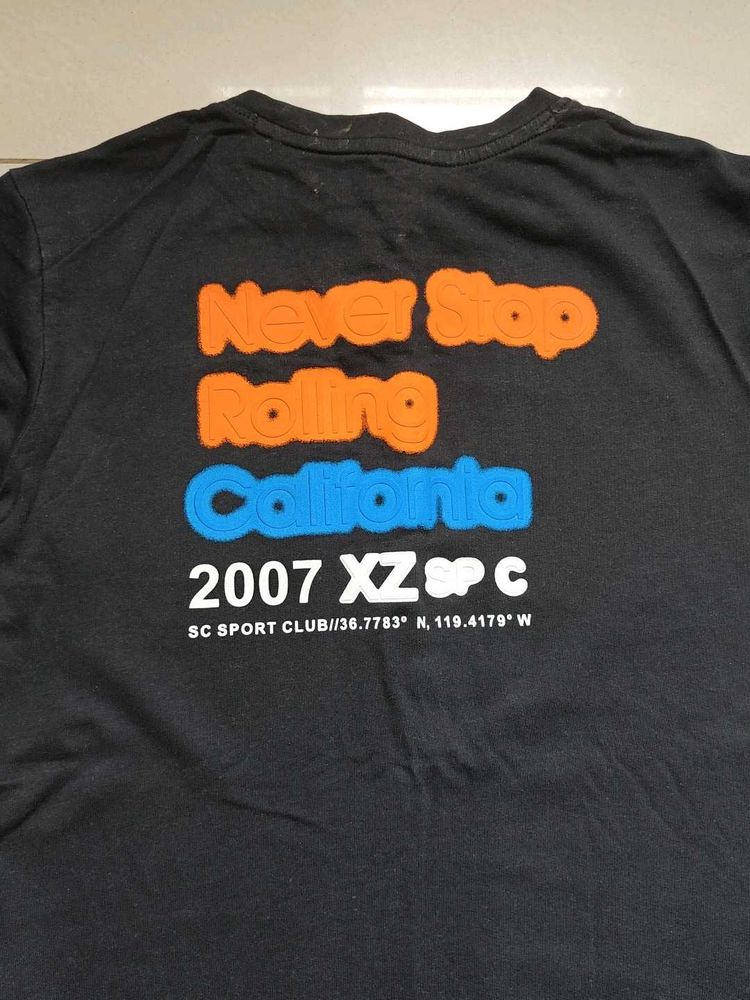 Never Stop
Rolling
California
2007 XZ SP C
SC SPORT CLUB//36.7783° N, 119.4179° W